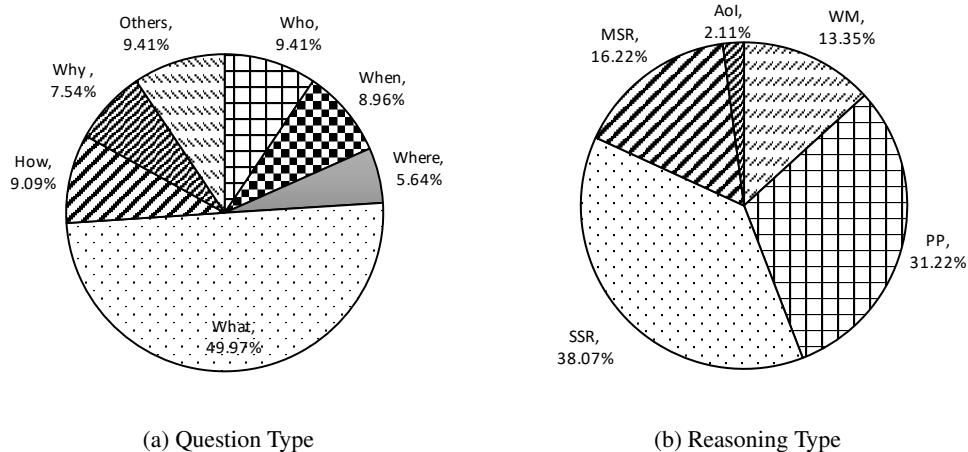 Others,
9.41%
Who,
9.41%
When,
8.96%
Where,
5.64%
What,
49.97%
How,
9.09%
Why ,
7.54%
(a) Question Type
AoI,
2.11%
WM,
13.35%
PP,
31.22%
SSR,
38.07%
MSR,
16.22%
(b) Reasoning Type